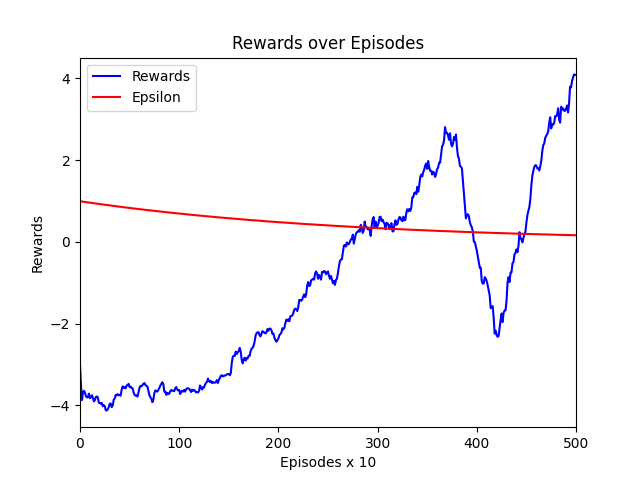 Rewards over Episodes
Rewards
Epsilon
4
2
0
−2
−4
Rewards
0 100 200 300 400 500
Episodes x 10